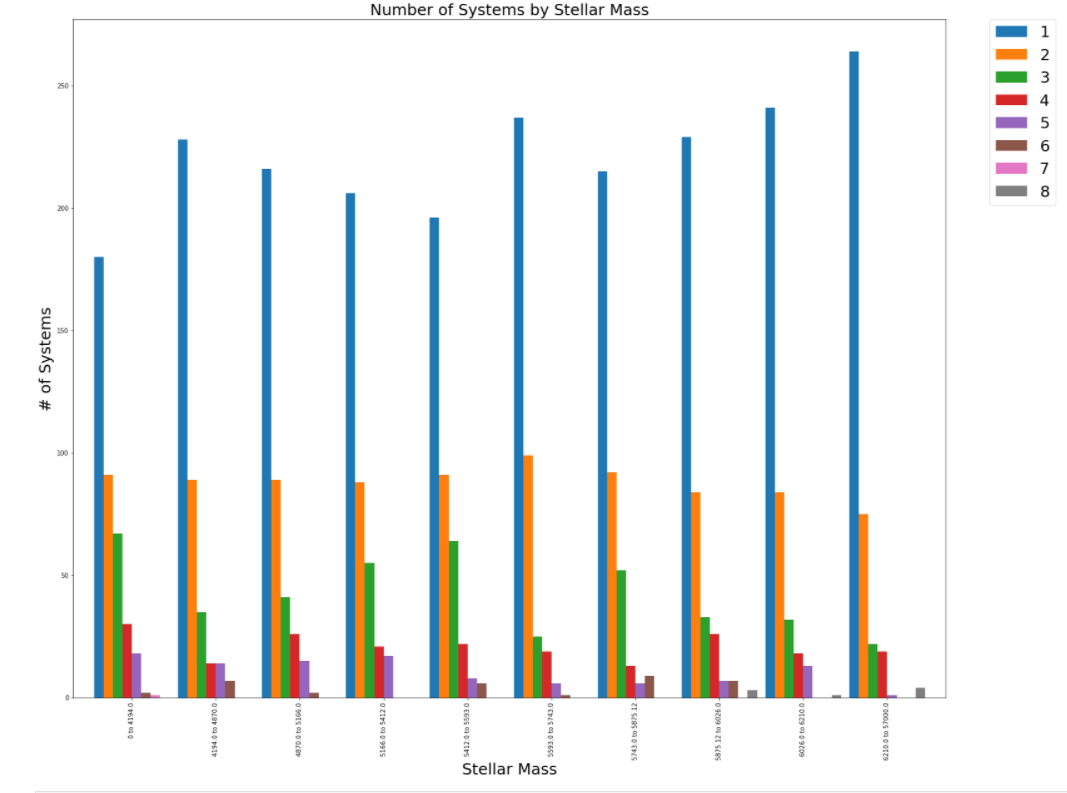 Number of Systems by Stellar Mass
1
2
3
4
5
6
7
8
# of Systems
250
200
150
100
50
0
0 to 4194.0
4194.0 to 4870.0
4870.0 to 5166.0
5166.0 to 5412.0
5412.0 to 5593.0
5593.0 to 5743.0
5743.0 to 5875.12
5875.12 to 6026.0
6026.0 to 6210.0
6210.0 to 57000.0
Stellar Mass